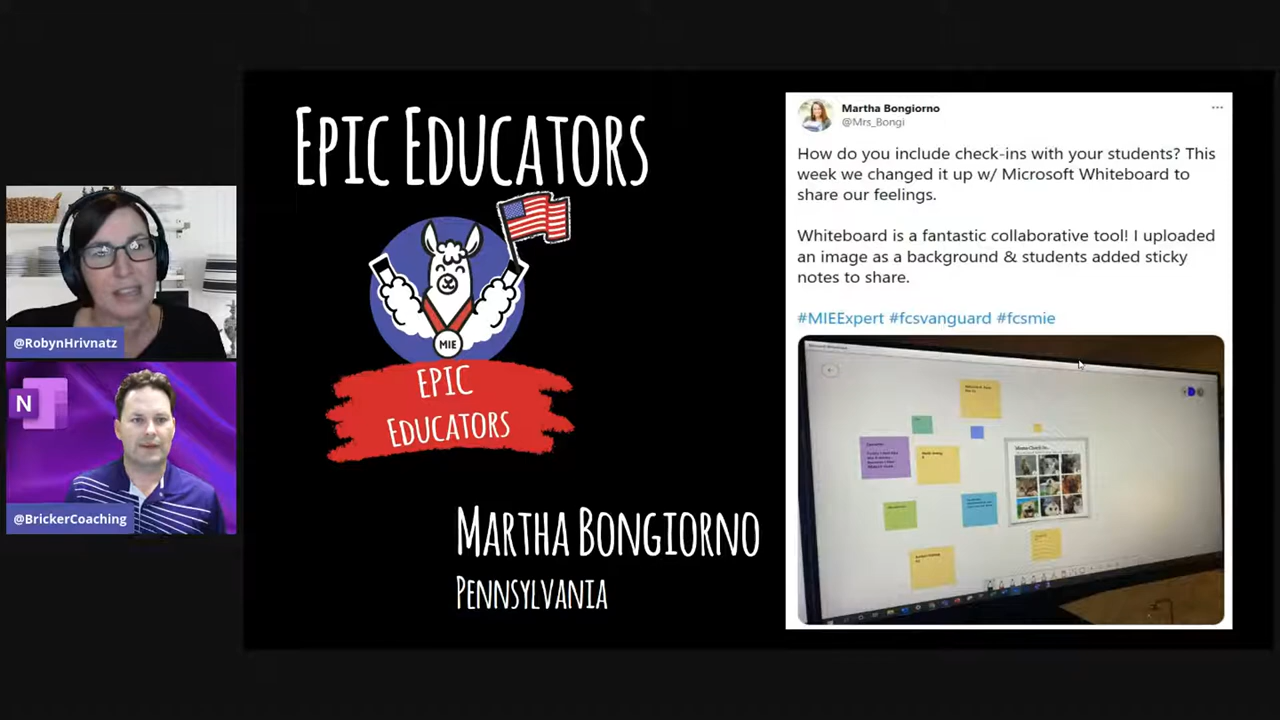 EPIC EDUCATORS
MIE
EPIC
EDUCATORS
MARTHA BONGIORNO
PENNSYLVANIA
Martha Bongiorno
@Mrs_Bongi
How do you include check-ins with your students? This
week we changed it up w/ Microsoft Whiteboard to
share our feelings.
Whiteboard is a fantastic collaborative tool! I uploaded
an image as a background & students added sticky
notes to share.
#MIEExpert #fcsvanguard #fcsmie
@RobynHrivnatz
N
@BrickerCoaching